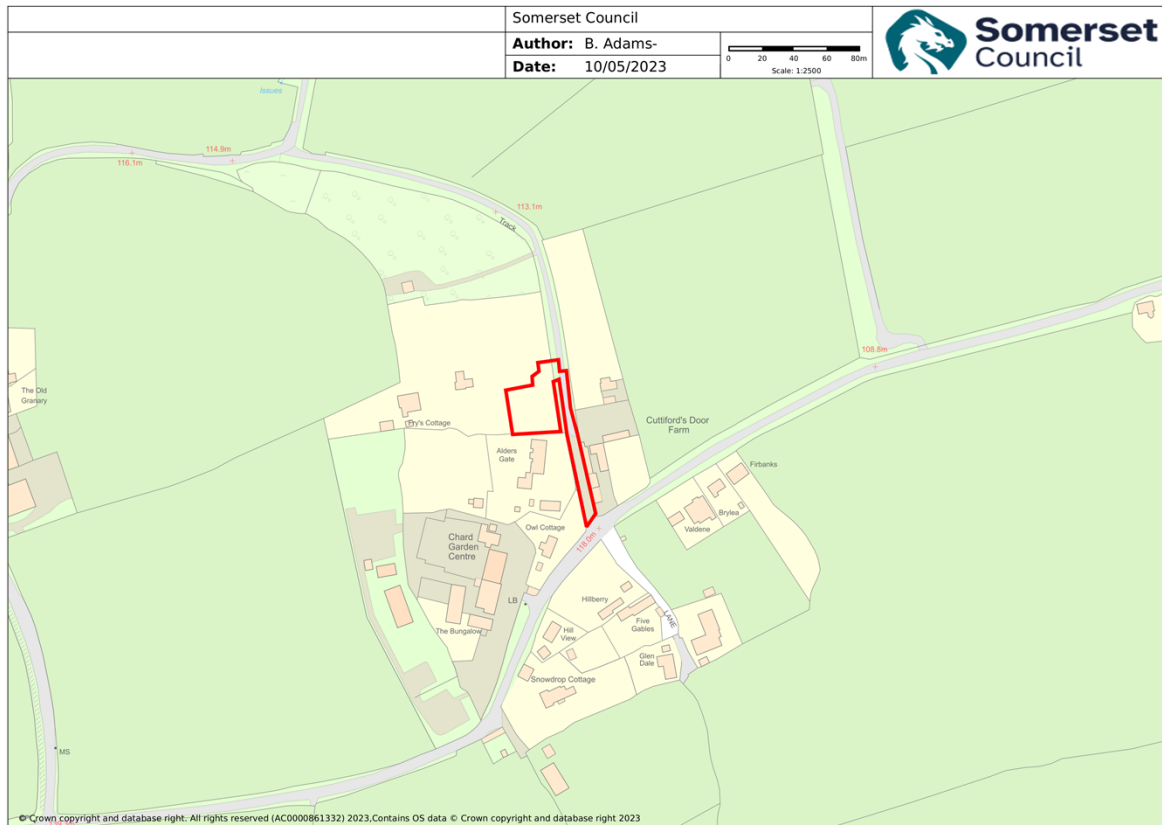 Somerset Council
Author: B. Adams-
Date: 10/05/2023
0 20 40 60 80m
Scale: 1:2500
Somerset
Council
Issues
114.9m
116.1m
113.1m
Track
108.8m
The Old
Granary
Fry's Cottage
Cuttiford's Door
Farm
Alders
Gate
Firbanks
Brylea
Valdene
Owl Cottage
118.0m
Chard
Garden
Centre
LB
Hillberry
LANE
Five
Gables
The Bungalow
Hill
View
Glen
Dale
Snowdrop Cottage
MS
© Crown copyright and database right. All rights reserved (AC0000861332) 2023,Contains OS data © Crown copyright and database right 2023